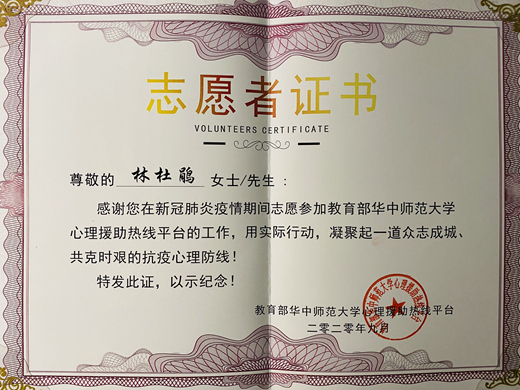 志愿者证书
VOLUNTEERS CERTIFICATE
尊敬的 林杜鹃 女士/先生：
感谢您在新冠肺炎疫情期间志愿参加教育部华中师范大学
心理援助热线平台的工作，用实际行动，凝聚起一道众志成城、
共克时艰的抗疫心理防线！
特发此证，以示纪念！
教育部华中师范大学心理援助热线平台
二零二零年九月